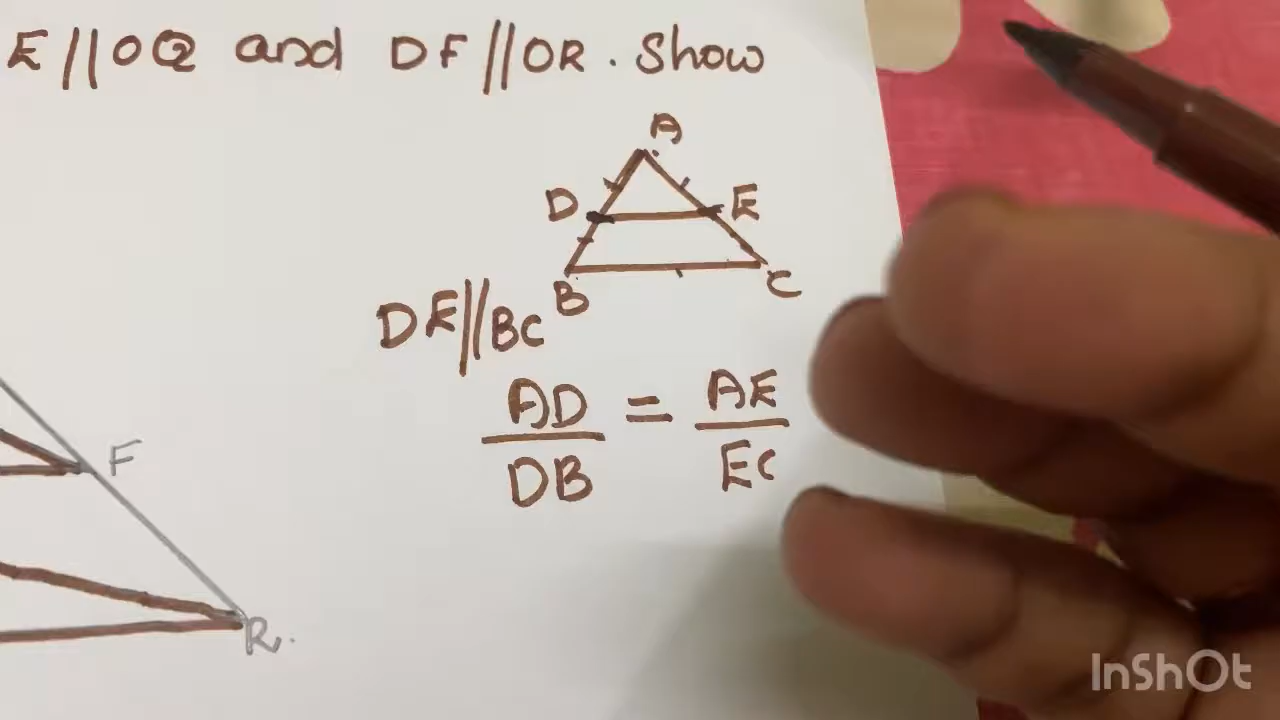 E || OQ and DF || OR. Show
A
D
E
B
C
DE || BC
AD = AE
DB EC
F
R.
InShOt